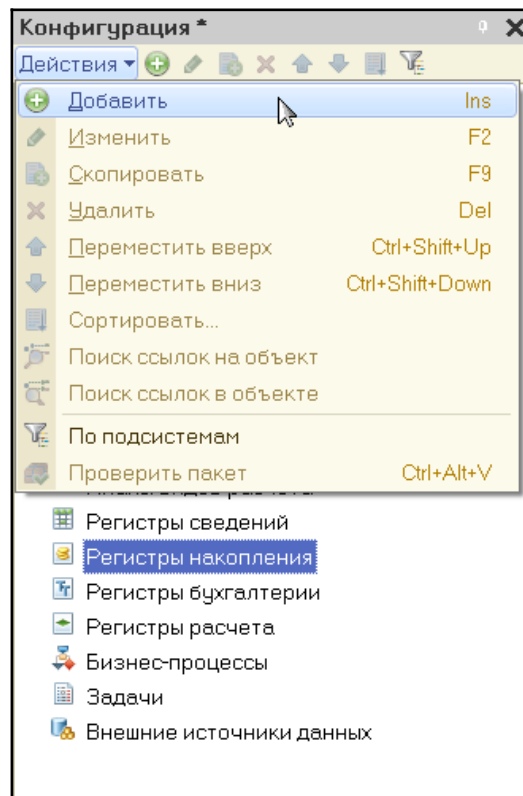 Конфигурация *
Действия
Добавить Ins
Изменить F2
Скопировать F9
Удалить Del
Переместить вверх Ctrl+Shift+Up
Переместить вниз Ctrl+Shift+Down
Сортировать...
Поиск ссылок на объект
Поиск ссылок в объекте
По подсистемам
Проверить пакет Ctrl+Alt+V
Регистры сведений
Регистры накопления
Регистры бухгалтерии
Регистры расчета
Бизнес-процессы
Задачи
Внешние источники данных